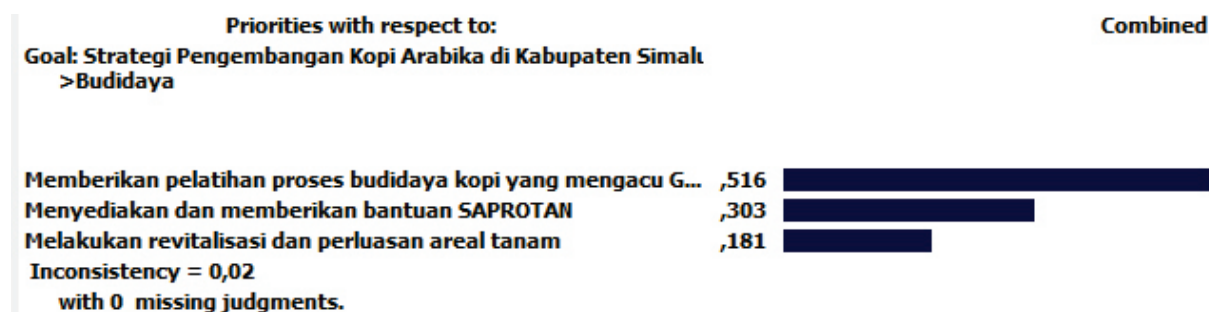 Priorities with respect to: Combined
Goal: Strategi Pengembangan Kopi Arabika di Kabupaten Simalu
>Budidaya
Memberikan pelatihan proses budidaya kopi yang mengacu G... ,516
Menyediakan dan memberikan bantuan SAPROTAN ,303
Melakukan revitalisasi dan perluasan areal tanam ,181
Inconsistency = 0,02
with 0 missing judgments.